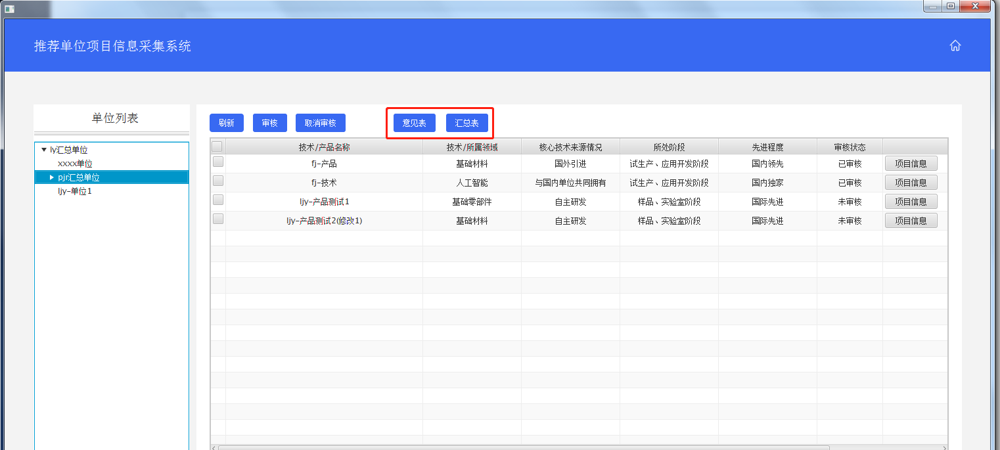 推荐单位项目信息采集系统
单位列表
ly汇总单位
xxxx单位
pjr汇总单位
ljy-单位1
刷新 审核 取消审核 意见表 汇总表
技术/产品名称 技术/所属领域 核心技术来源情况 所处阶段 先进程度 审核状态
fj-产品 基础材料 国外引进 试生产、应用开发阶段 国内领先 已审核 项目信息
fj-技术 人工智能 与国内单位共同拥有 试生产、应用开发阶段 国内独家 已审核 项目信息
ljy-产品测试1 基础零部件 自主研发 样品、实验室阶段 国际先进 未审核 项目信息
ljy-产品测试2(修改1) 基础材料 自主研发 样品、实验室阶段 国际先进 未审核 项目信息